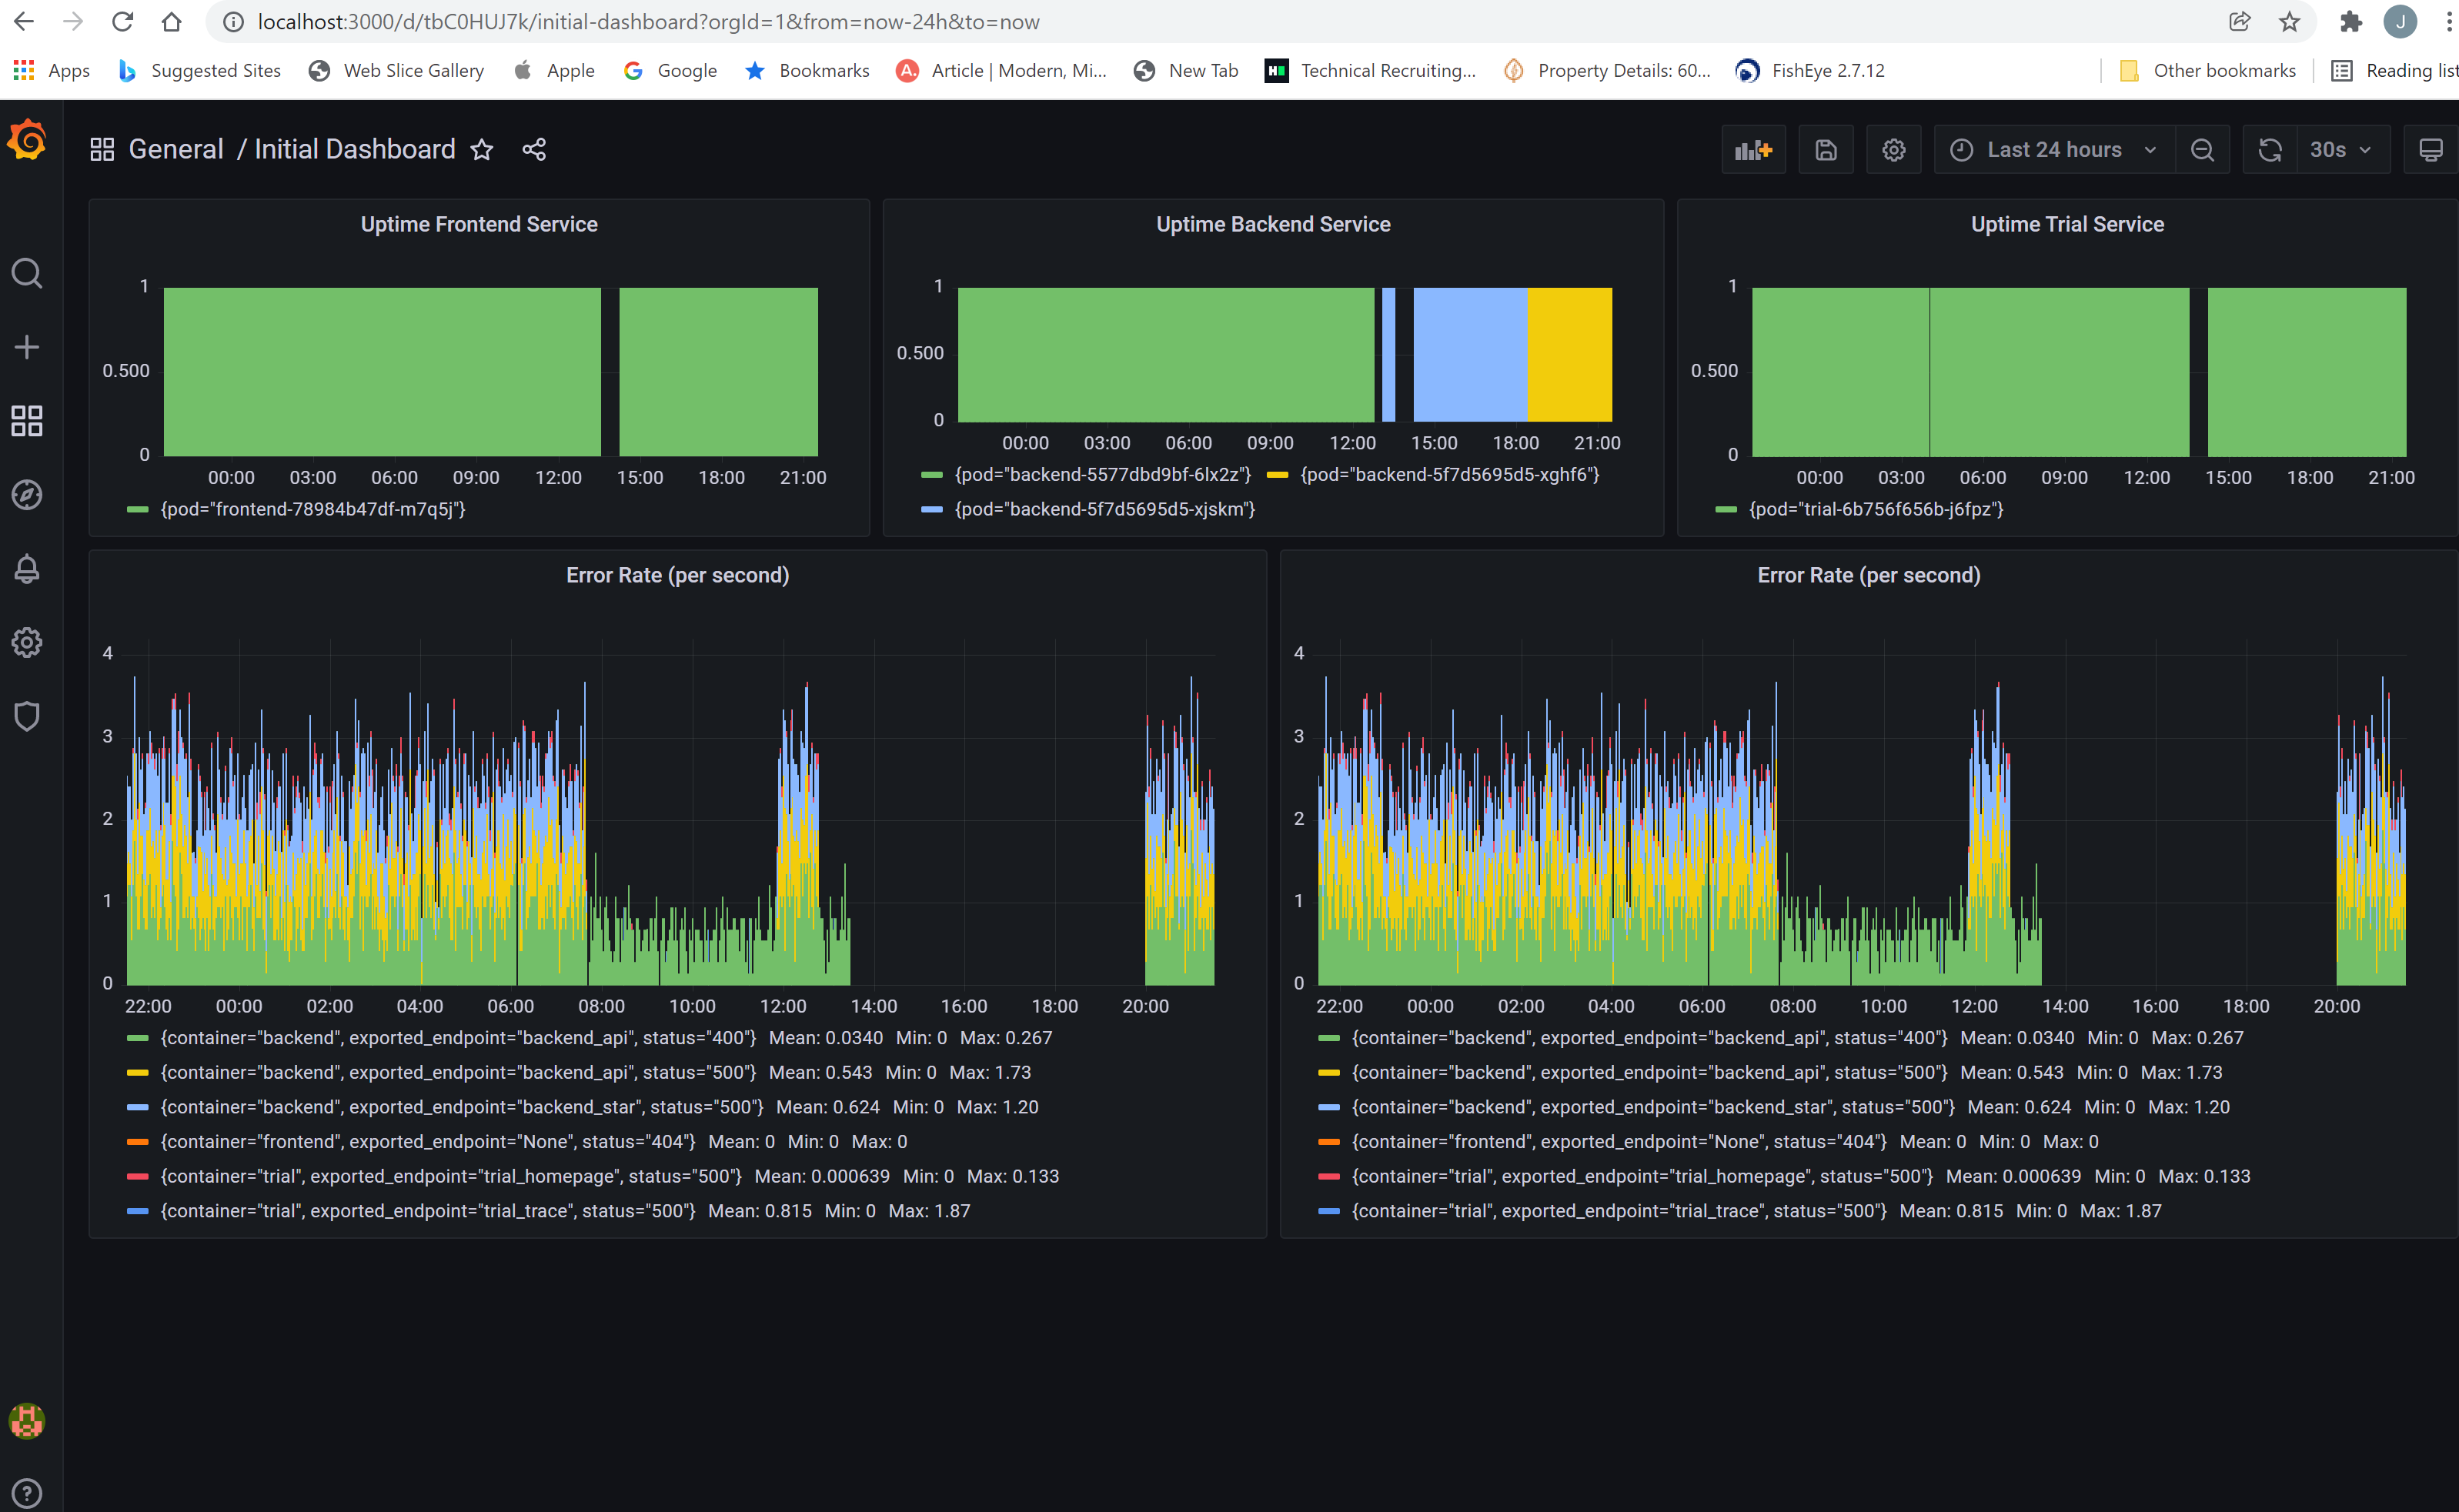 localhost:3000/d/tbC0HUJ7k/initial-dashboard?orgId=1&from=now-24h&to=now
J
Apps Suggested Sites Web Slice Gallery Apple Google Bookmarks A. Article | Modern, Mi... New Tab H Technical Recruiting... Property Details: 60... FishEye 2.7.12 Other bookmarks Reading list
General / Initial Dashboard Last 24 hours 30s
Uptime Frontend Service
1
0.500
0
00:00 03:00 06:00 09:00 12:00 15:00 18:00 21:00
{pod="frontend-78984b47df-m7q5j"}
Uptime Backend Service
1
0.500
0
00:00 03:00 06:00 09:00 12:00 15:00 18:00 21:00
{pod="backend-5577dbd9bf-6lx2z"} {pod="backend-5f7d5695d5-xghf6"}
{pod="backend-5f7d5695d5-xjskm"}
Uptime Trial Service
1
0.500
0
00:00 03:00 06:00 09:00 12:00 15:00 18:00 21:00
{pod="trial-6b756f656b-j6fpz"}
Error Rate (per second)
4
3
2
1
0
22:00 00:00 02:00 04:00 06:00 08:00 10:00 12:00 14:00 16:00 18:00 20:00
{container="backend", exported_endpoint="backend_api", status="400"} Mean: 0.0340 Min: 0 Max: 0.267
{container="backend", exported_endpoint="backend_api", status="500"} Mean: 0.543 Min: 0 Max: 1.73
{container="backend", exported_endpoint="backend_star", status="500"} Mean: 0.624 Min: 0 Max: 1.20
{container="frontend", exported_endpoint="None", status="404"} Mean: 0 Min: 0 Max: 0
{container="trial", exported_endpoint="trial_homepage", status="500"} Mean: 0.000639 Min: 0 Max: 0.133
{container="trial", exported_endpoint="trial_trace", status="500"} Mean: 0.815 Min: 0 Max: 1.87
Error Rate (per second)
4
3
2
1
0
22:00 00:00 02:00 04:00 06:00 08:00 10:00 12:00 14:00 16:00 18:00 20:00
{container="backend", exported_endpoint="backend_api", status="400"} Mean: 0.0340 Min: 0 Max: 0.267
{container="backend", exported_endpoint="backend_api", status="500"} Mean: 0.543 Min: 0 Max: 1.73
{container="backend", exported_endpoint="backend_star", status="500"} Mean: 0.624 Min: 0 Max: 1.20
{container="frontend", exported_endpoint="None", status="404"} Mean: 0 Min: 0 Max: 0
{container="trial", exported_endpoint="trial_homepage", status="500"} Mean: 0.000639 Min: 0 Max: 0.133
{container="trial", exported_endpoint="trial_trace", status="500"} Mean: 0.815 Min: 0 Max: 1.87